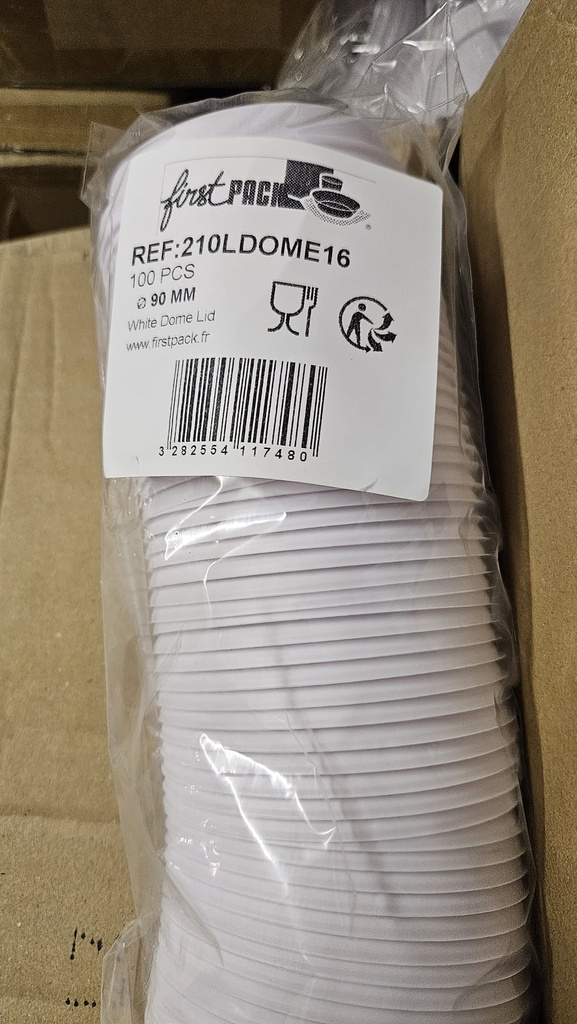 first PACK
REF:210LDOME16
100 PCS
⌀ 90 MM
White Dome Lid
www.firstpack.fr
3 282554 117480